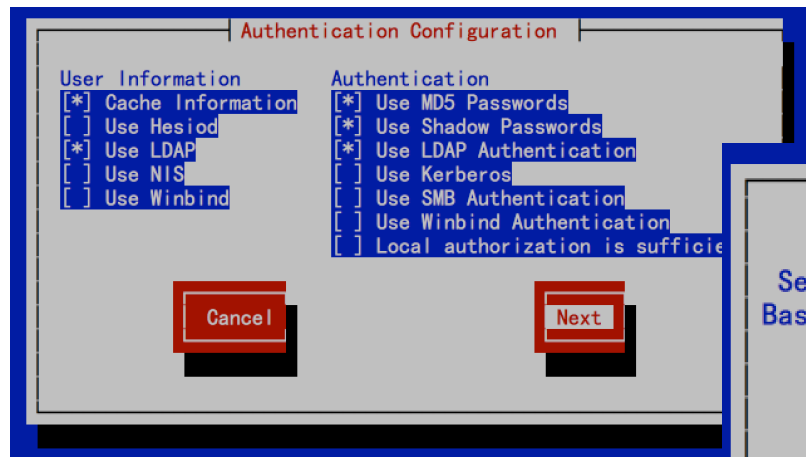 Authentication Configuration
User Information
[*] Cache Information
[ ] Use Hesiod
[*] Use LDAP
[ ] Use NIS
[ ] Use Winbind
Authentication
[*] Use MD5 Passwords
[*] Use Shadow Passwords
[*] Use LDAP Authentication
[ ] Use Kerberos
[ ] Use SMB Authentication
[ ] Use Winbind Authentication
[ ] Local authorization is sufficie
Cancel
Next
Se
Bas